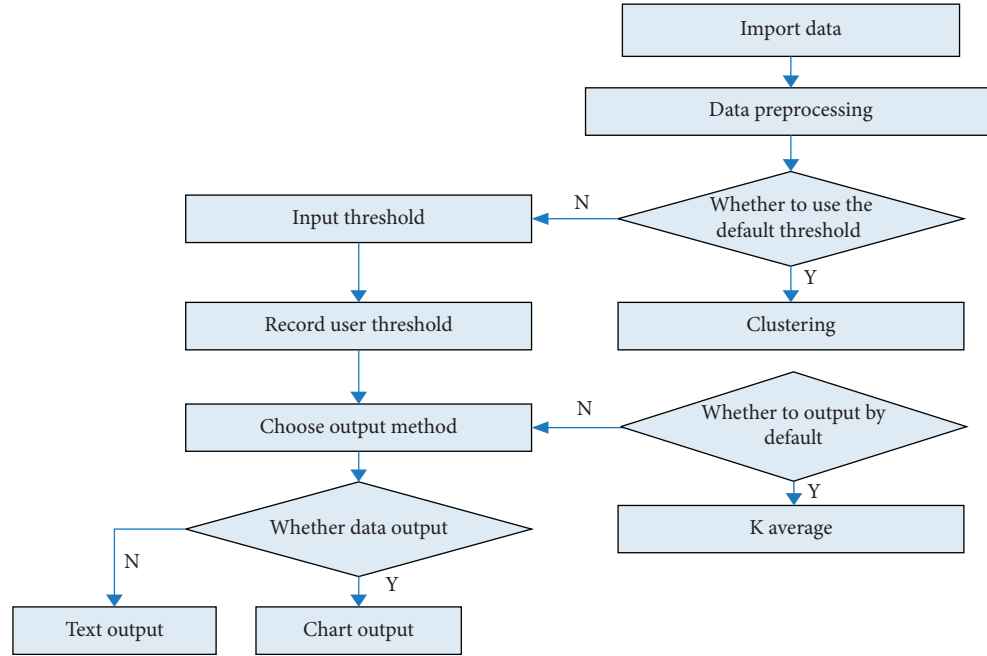 Import data
Data preprocessing
Whether to use the
default threshold
N
Input threshold
Y
Record user threshold
Clustering
Whether to output by
default
N
Choose output method
Y
Whether data output
K average
N
Y
Text output
Chart output